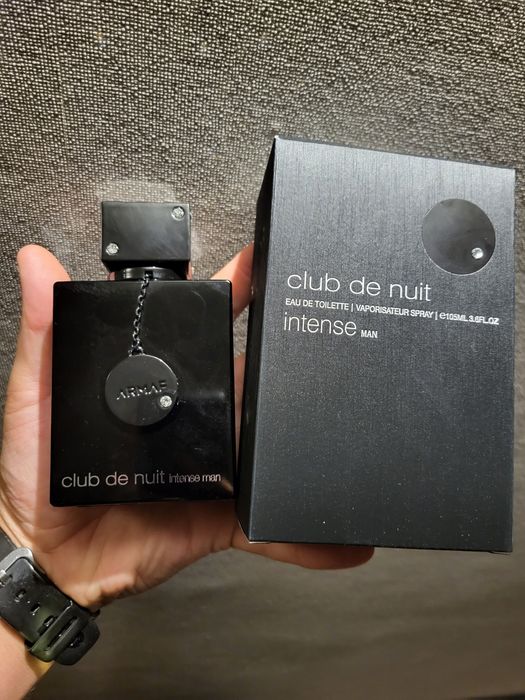 ARMAF
club de nuit intense man
club de nuit
EAU DE TOILETTE | VAPORISATEUR SPRAY | ℮105ML 3.6FL.OZ
intense MAN